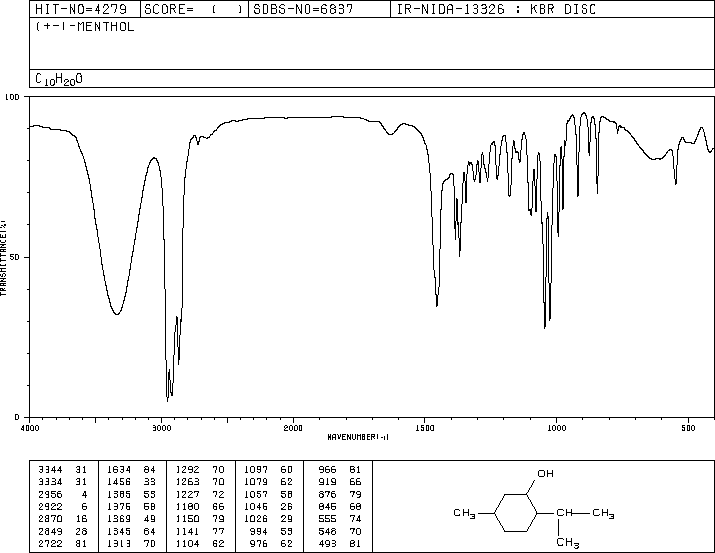 HIT-NO=4279 SCORE= ( ) SDBS-NO=6837 IR-NIDA-13326 : KBR DISC
(+-)-MENTHOL
C10H20O
100
50
0
TRANSMITTANCE(%)
4000 3000 2000 1500 1000 500
WAVENUMBER(-1)
3344 31 1634 84 1292 70 1097 60 966 81
3334 31 1456 33 1263 70 1079 62 919 66
2956 4 1385 53 1227 72 1057 58 876 79
2922 6 1375 58 1180 66 1045 26 845 68
2870 16 1369 49 1150 79 1026 29 555 74
2849 28 1345 64 1141 77 994 55 548 70
2722 81 1313 70 1104 62 976 62 493 81
OH
CH3 CH3
CH3